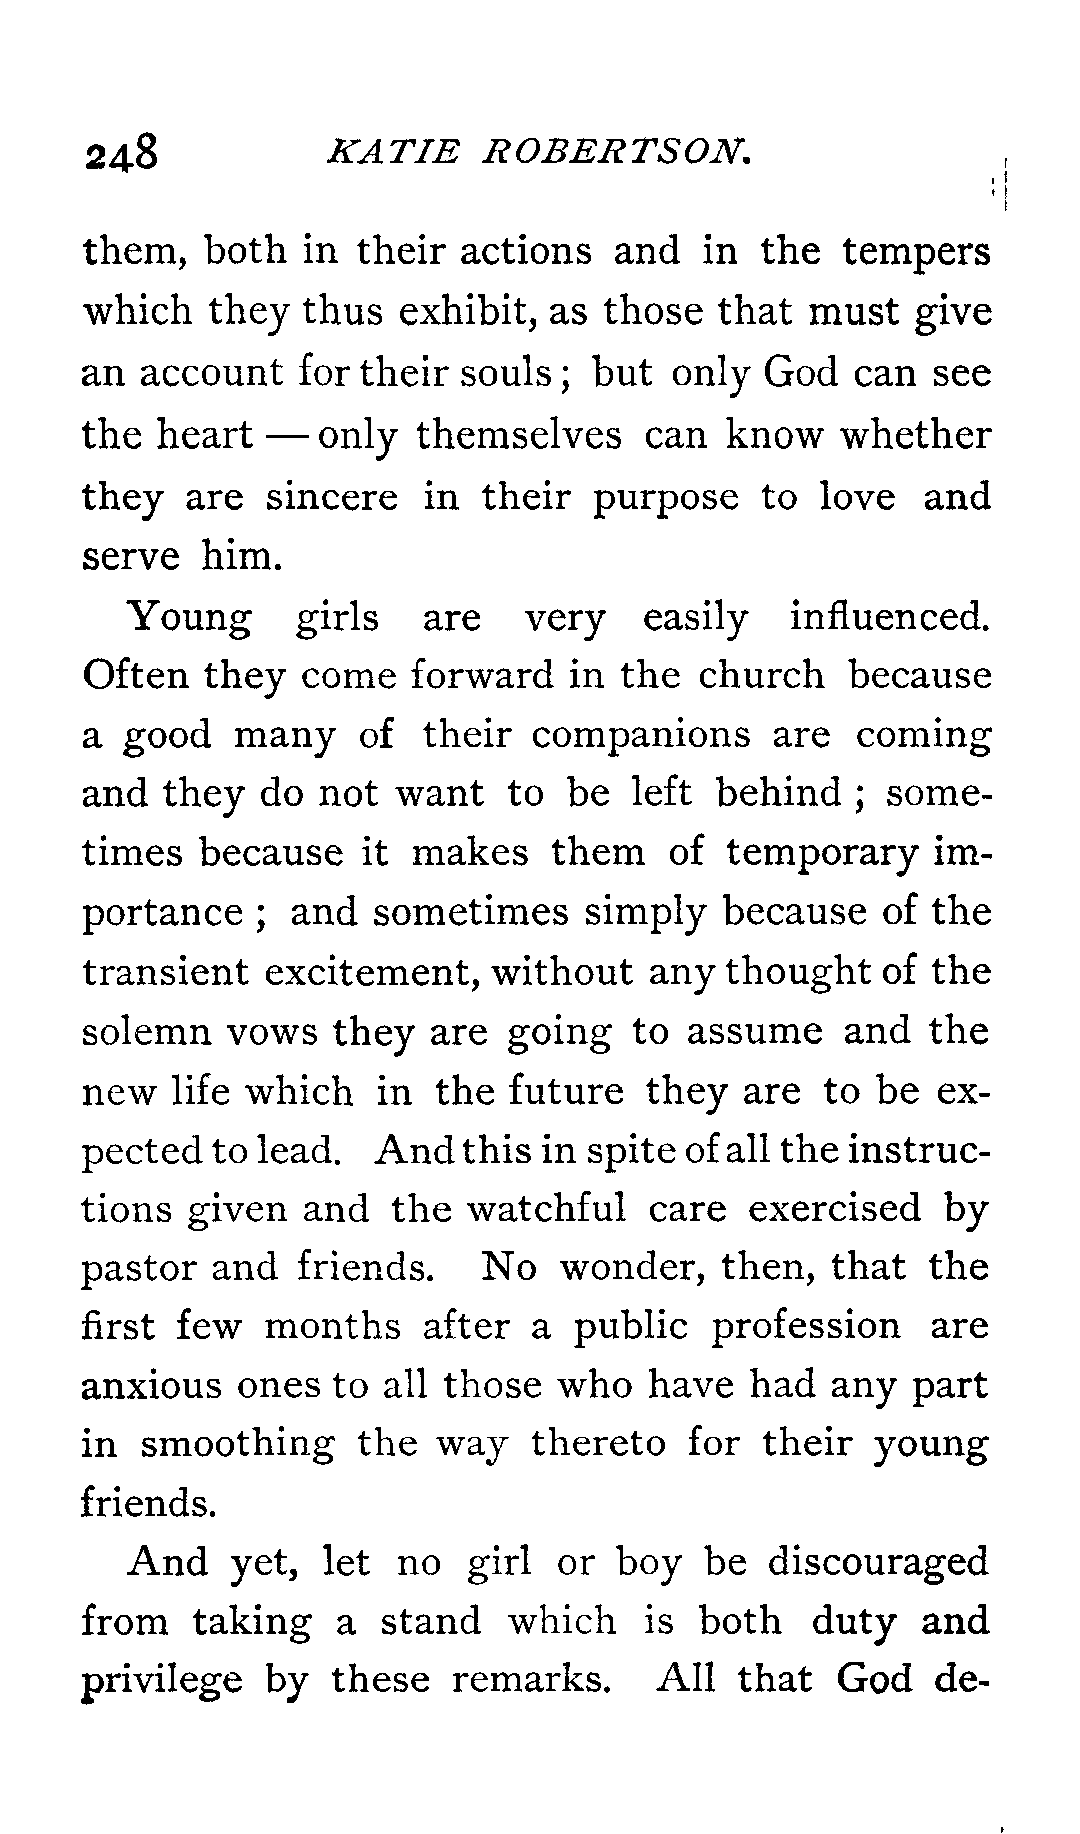 248 KATIE ROBERTSON.
them, both in their actions and in the tempers
which they thus exhibit, as those that must give
an account for their souls ; but only God can see
the heart — only themselves can know whether
they are sincere in their purpose to love and
serve him.
Young girls are very easily influenced.
Often they come forward in the church because
a good many of their companions are coming
and they do not want to be left behind ; some-
times because it makes them of temporary im-
portance ; and sometimes simply because of the
transient excitement, without any thought of the
solemn vows they are going to assume and the
new life which in the future they are to be ex-
pected to lead. And this in spite of all the instruc-
tions given and the watchful care exercised by
pastor and friends. No wonder, then, that the
first few months after a public profession are
anxious ones to all those who have had any part
in smoothing the way thereto for their young
friends.
And yet, let no girl or boy be discouraged
from taking a stand which is both duty and
privilege by these remarks. All that God de-